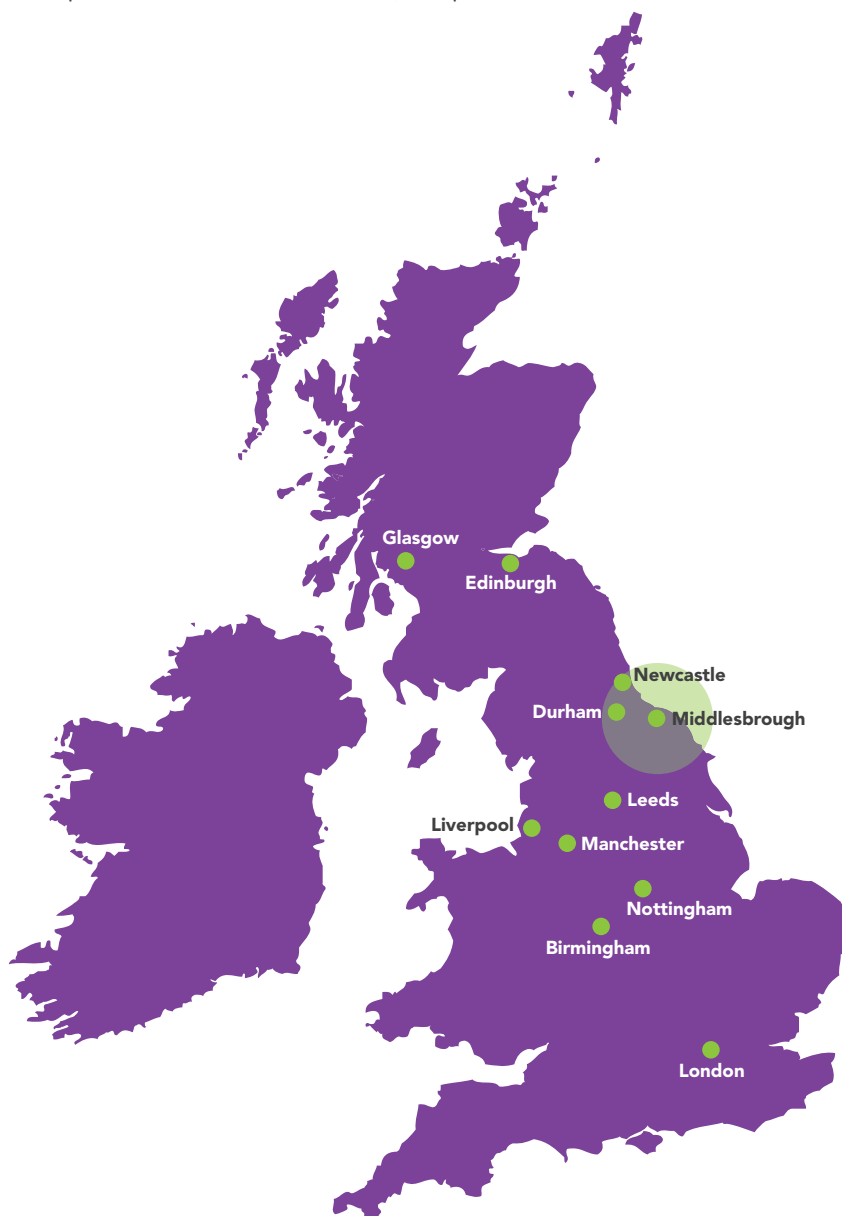 Glasgow
Edinburgh
Newcastle
Durham
Middlesbrough
Leeds
Liverpool
Manchester
Nottingham
Birmingham
London